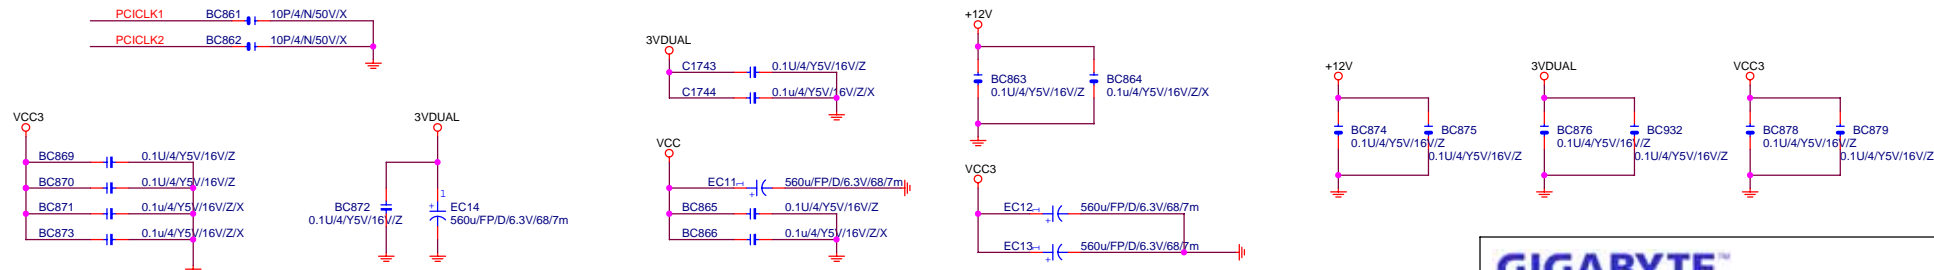 PCICLK1 BC861 10P/4/N/50V/X
PCICLK2 BC862 10P/4/N/50V/X
VCC3
BC869 0.1U/4/Y5V/16V/Z
BC870 0.1U/4/Y5V/16V/Z
BC871 0.1u/4/Y5V/16V/Z/X
BC873 0.1u/4/Y5V/16V/Z/X
3VDUAL
BC872
0.1U/4/Y5V/16V/Z
1
+
EC14
560u/FP/D/6.3V/68/7m
3VDUAL
C1743 0.1U/4/Y5V/16V/Z
C1744 0.1u/4/Y5V/16V/Z/X
VCC
EC11 1 + 560u/FP/D/6.3V/68/7m
BC865 0.1U/4/Y5V/16V/Z
BC866 0.1u/4/Y5V/16V/Z/X
+12V
BC863
0.1U/4/Y5V/16V/Z
BC864
0.1u/4/Y5V/16V/Z/X
VCC3
EC12 1 + 560u/FP/D/6.3V/68/7m
EC13 1 + 560u/FP/D/6.3V/68/7m
+12V
BC874
0.1U/4/Y5V/16V/Z
BC875
0.1U/4/Y5V/16V/Z
3VDUAL
BC876
0.1U/4/Y5V/16V/Z
BC932
0.1U/4/Y5V/16V/Z
VCC3
BC878
0.1U/4/Y5V/16V/Z
BC879
0.1U/4/Y5V/16V/Z
GIGABYTE™